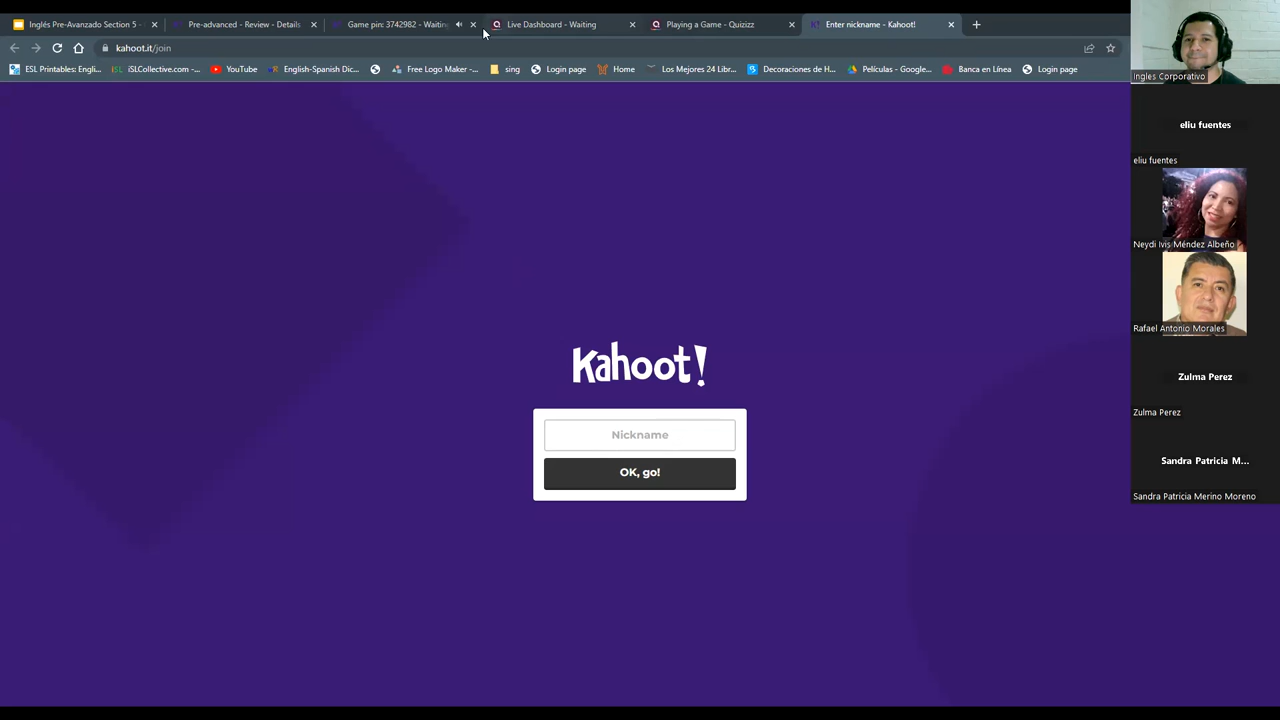 Inglés Pre-Avanzado Section 5 -
Pre-advanced - Review - Details
Game pin: 3742982 - Waitin
Live Dashboard - Waiting
Playing a Game - Quizizz
Enter nickname - Kahoot!
kahoot.it/join
ESL Printables: Engli...
iSLCollective.com -...
YouTube
English-Spanish Dic...
Free Logo Maker -...
sing
Login page
Home
Los Mejores 24 Libr...
Decoraciones de H...
Películas - Google...
Banca en Línea
Login page
Kahoot!
Nickname
OK, go!
Ingles Corporativo
eliu fuentes
eliu fuentes
Neydi Ivis Méndez Albeño
Rafael Antonio Morales
Zulma Perez
Zulma Perez
Sandra Patricia M...
Sandra Patricia Merino Moreno